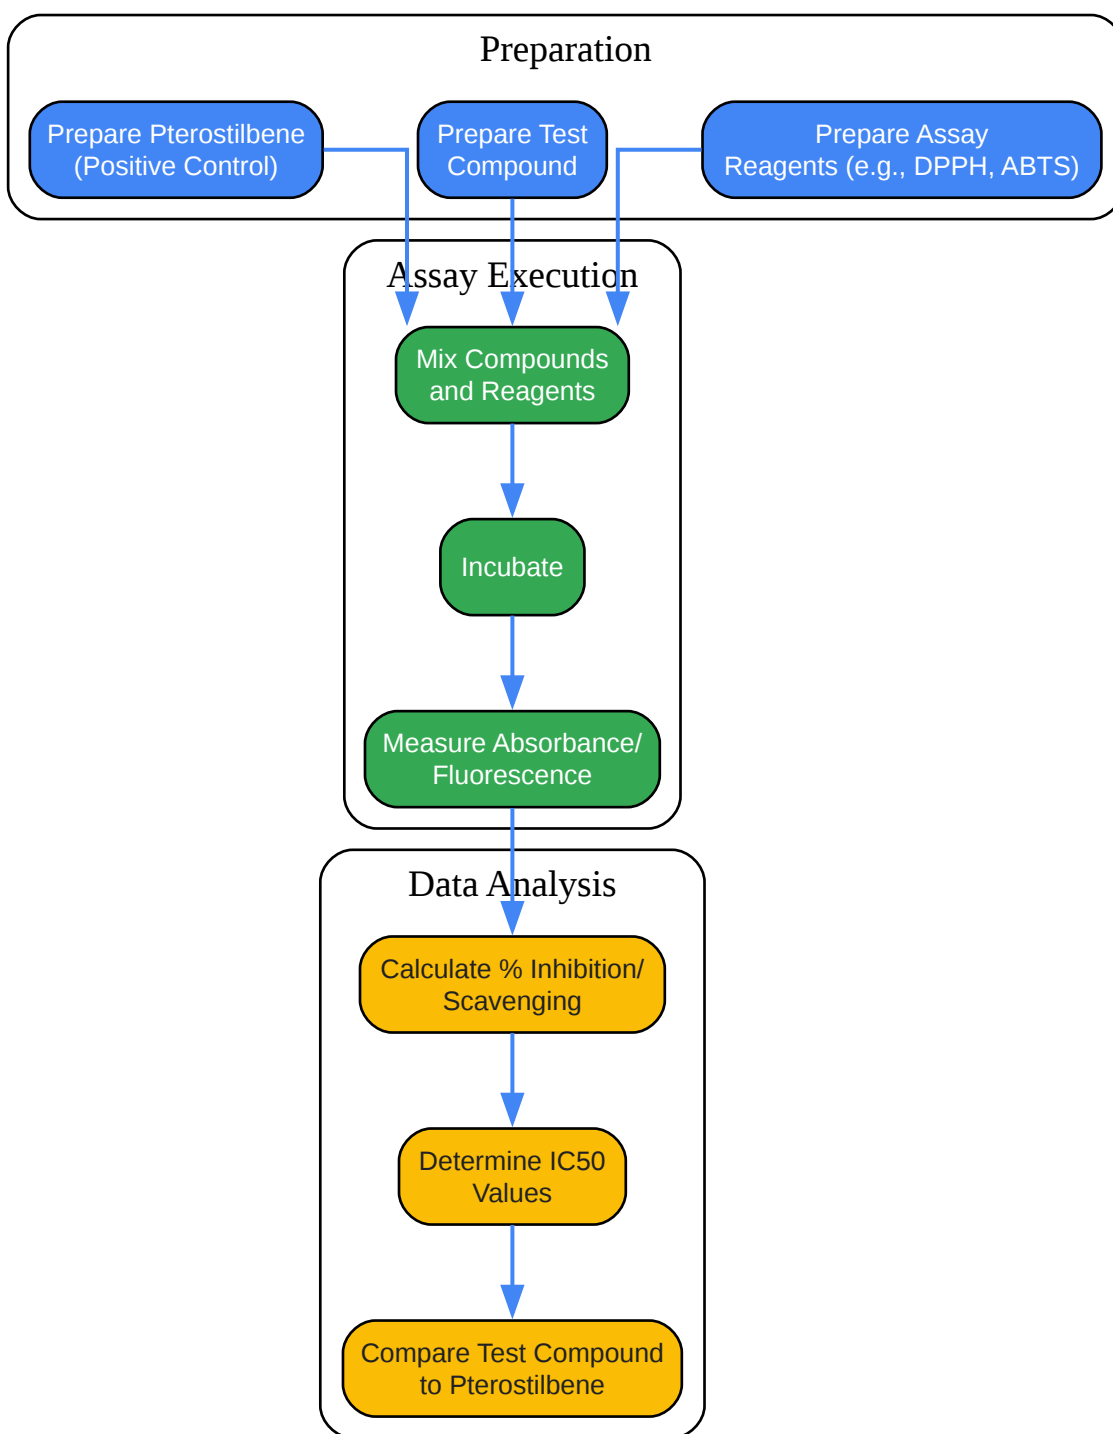 Preparation
Prepare Pterostilbene
(Positive Control)
Prepare Test
Compound
Prepare Assay
Reagents (e.g., DPPH, ABTS)
Assay Execution
Mix Compounds
and Reagents
Incubate
Measure Absorbance/
Fluorescence
Data Analysis
Calculate % Inhibition/
Scavenging
Determine IC50
Values
Compare Test Compound
to Pterostilbene